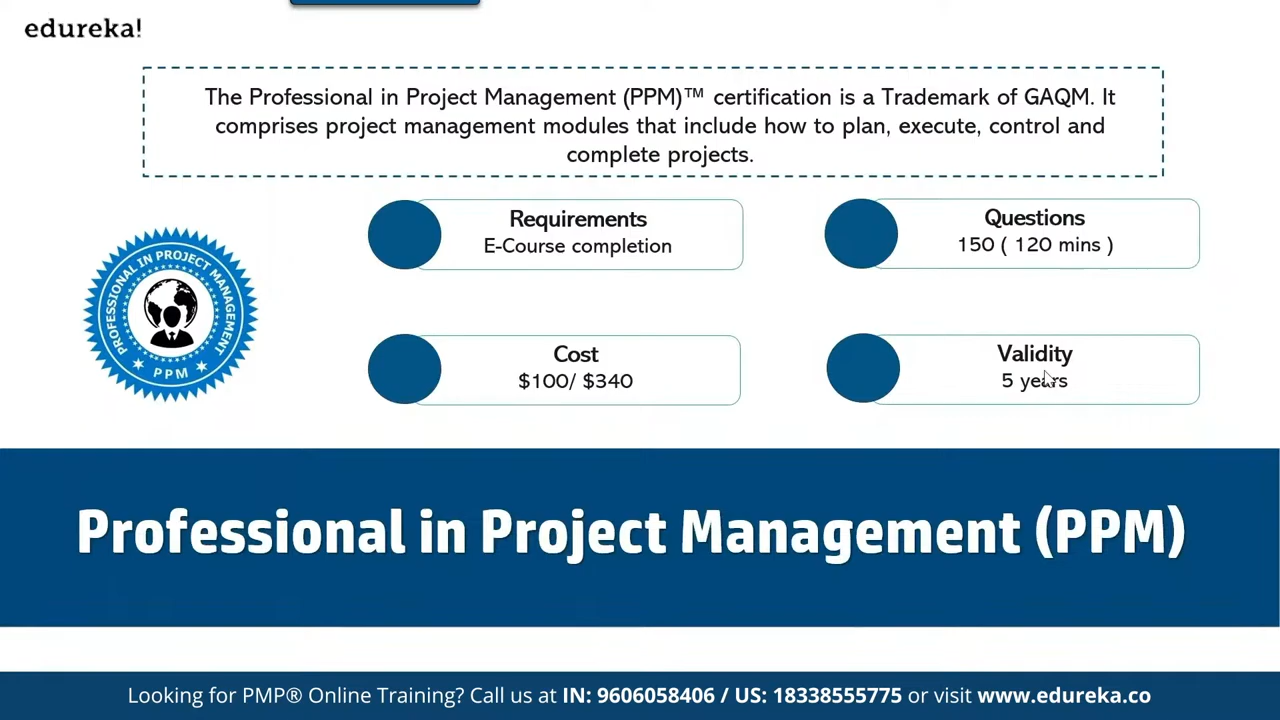 edureka!
The Professional in Project Management (PPM)™ certification is a Trademark of GAQM. It
comprises project management modules that include how to plan, execute, control and
complete projects.
Requirements
E-Course completion
Questions
150 ( 120 mins )
PROFESSIONAL IN PROJECT MANAGEMENT
PPM
Cost
$100/ $340
Validity
5 years
Professional in Project Management (PPM)
Looking for PMP® Online Training? Call us at IN: 9606058406 / US: 18338555775 or visit www.edureka.co